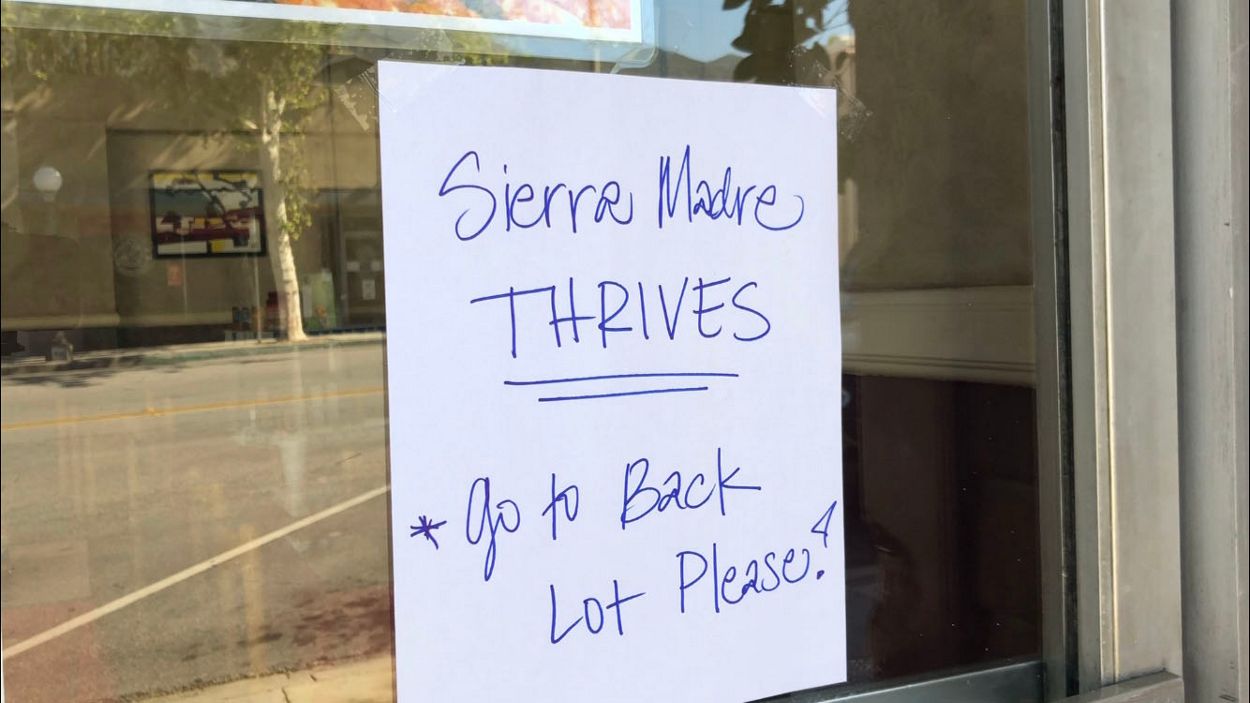 Sierra Madre
THRIVES
* Go to Back
Lot Please!